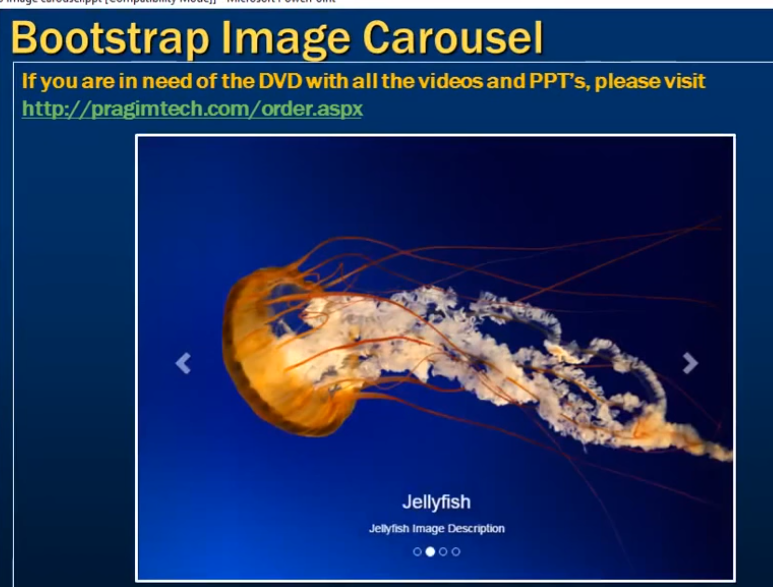 Bootstrap Image Carousel
If you are in need of the DVD with all the videos and PPT's, please visit
http://pragimtech.com/order.aspx
Jellyfish
Jellyfish Image Description